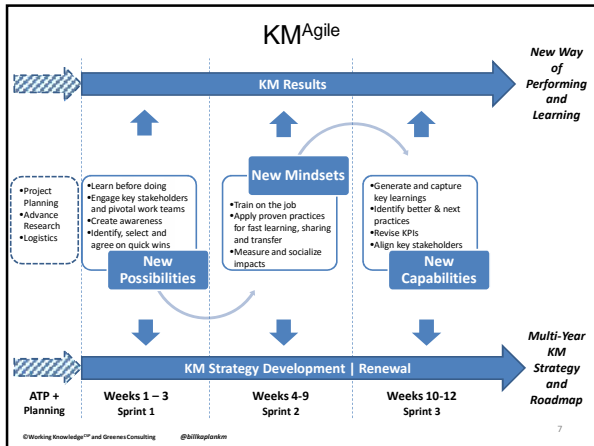 KMAgile
New Way
of
Performing
and
Learning
KM Results
•Project
Planning
•Advance
Research
•Logistics
•Learn before doing
•Engage key stakeholders
and pivotal work teams
•Create awareness
•Identify, select and
agree on quick wins
New
Possibilities
New Mindsets
•Train on the job
•Apply proven practices
for fast learning, sharing
and transfer
•Measure and socialize
impacts
•Generate and capture
key learnings
•Identify better & next
practices
•Revise KPIs
•Align key stakeholders
New
Capabilities
KM Strategy Development | Renewal
Multi-Year
KM
Strategy
and
Roadmap
ATP +
Planning
Weeks 1 – 3
Sprint 1
Weeks 4-9
Sprint 2
Weeks 10-12
Sprint 3
©Working KnowledgeCSP and Greenes Consulting
@billkaplankm
7